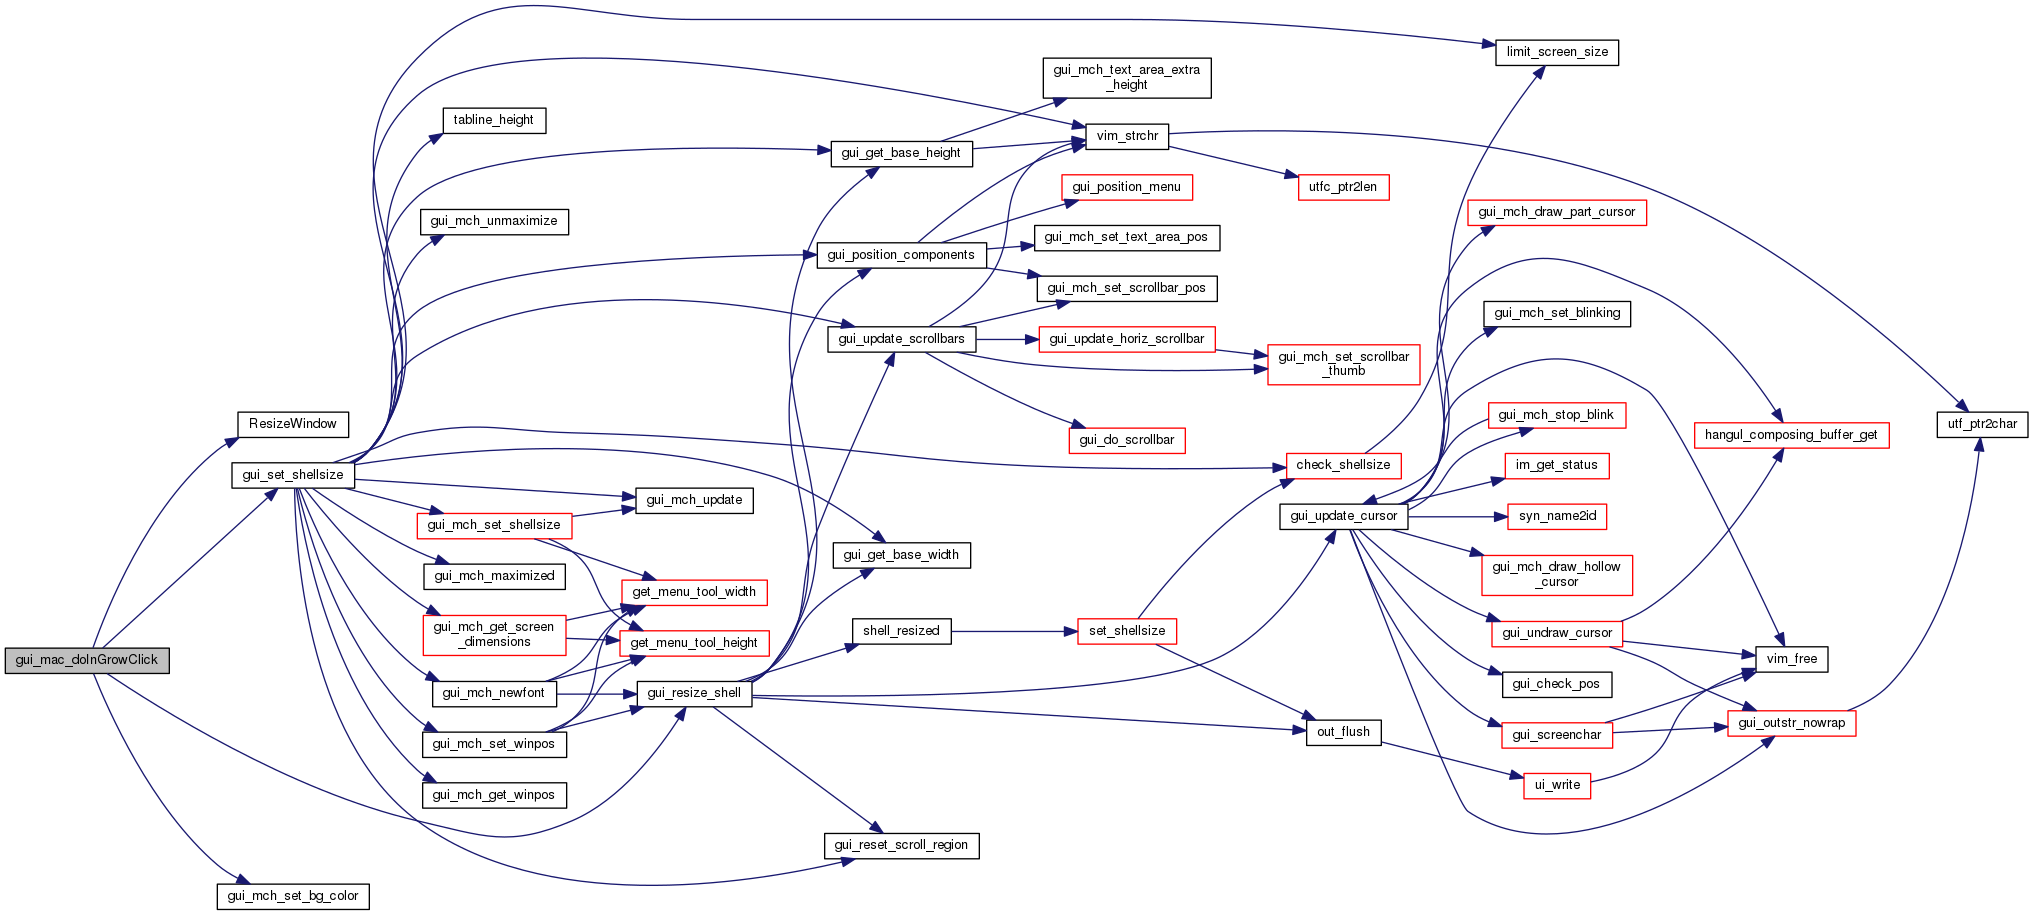 gui_mac_doInGrowClick
ResizeWindow
gui_set_shellsize
gui_mch_set_bg_color
tabline_height
gui_mch_unmaximize
gui_mch_set_shellsize
gui_mch_maximized
gui_mch_get_screen
_dimensions
gui_mch_newfont
gui_mch_set_winpos
gui_mch_get_winpos
gui_mch_update
get_menu_tool_width
get_menu_tool_height
gui_resize_shell
gui_get_base_height
gui_position_components
gui_update_scrollbars
gui_get_base_width
shell_resized
gui_reset_scroll_region
gui_mch_text_area_extra
_height
vim_strchr
gui_position_menu
gui_mch_set_text_area_pos
gui_mch_set_scrollbar_pos
gui_update_horiz_scrollbar
gui_do_scrollbar
set_shellsize
utfc_ptr2len
gui_mch_set_scrollbar
_thumb
check_shellsize
gui_update_cursor
out_flush
limit_screen_size
gui_mch_draw_part_cursor
gui_mch_set_blinking
gui_mch_stop_blink
im_get_status
syn_name2id
gui_mch_draw_hollow
_cursor
gui_undraw_cursor
gui_check_pos
gui_screenchar
ui_write
hangul_composing_buffer_get
vim_free
gui_outstr_nowrap
utf_ptr2char